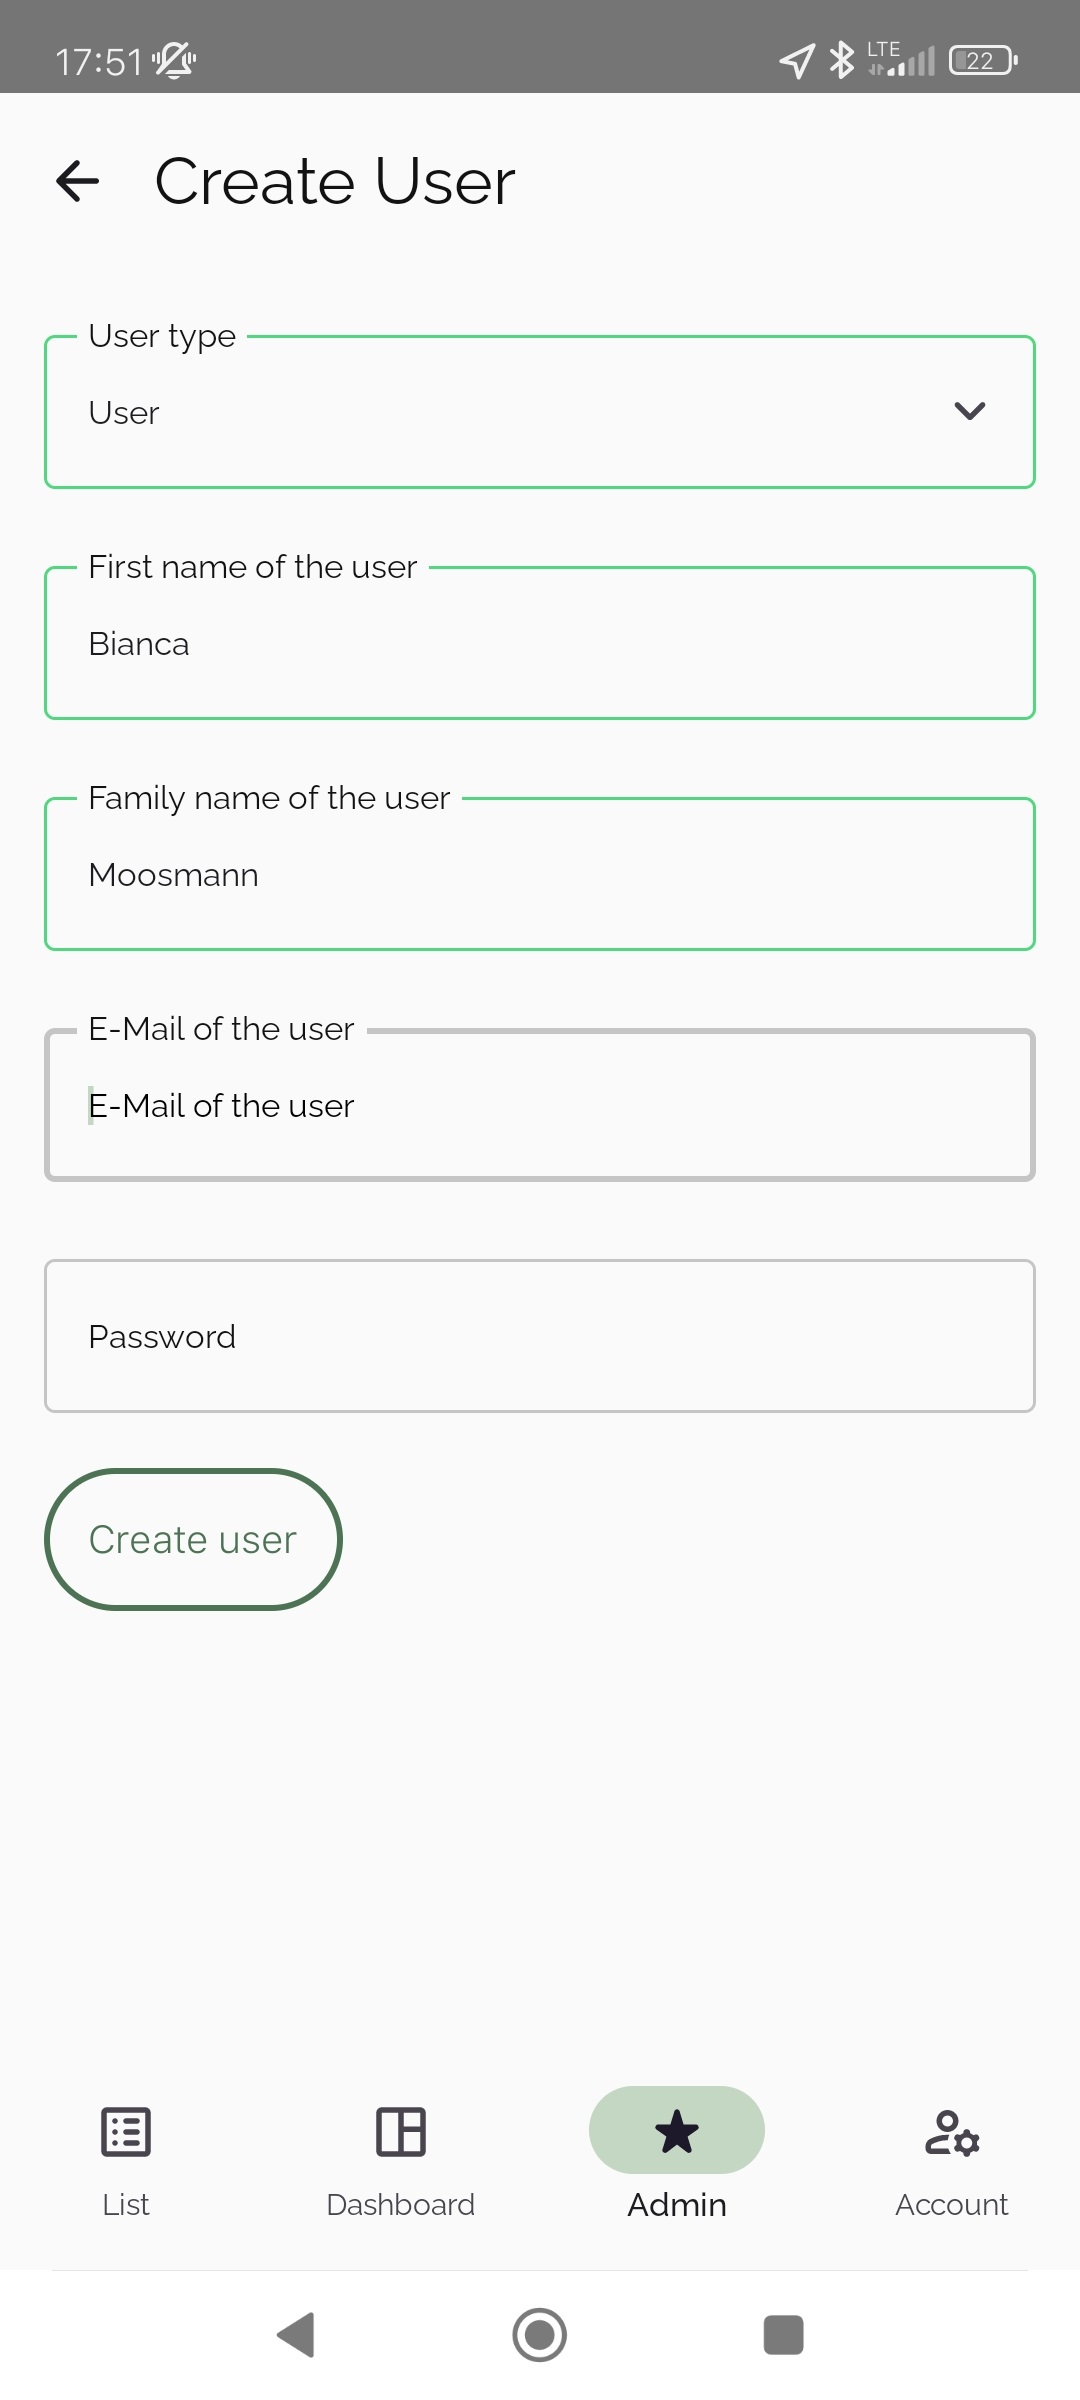 17:51
LTE
22
Create User
User type
User
First name of the user
Bianca
Family name of the user
Moosmann
E-Mail of the user
E-Mail of the user
Password
Create user
List
Dashboard
Admin
Account